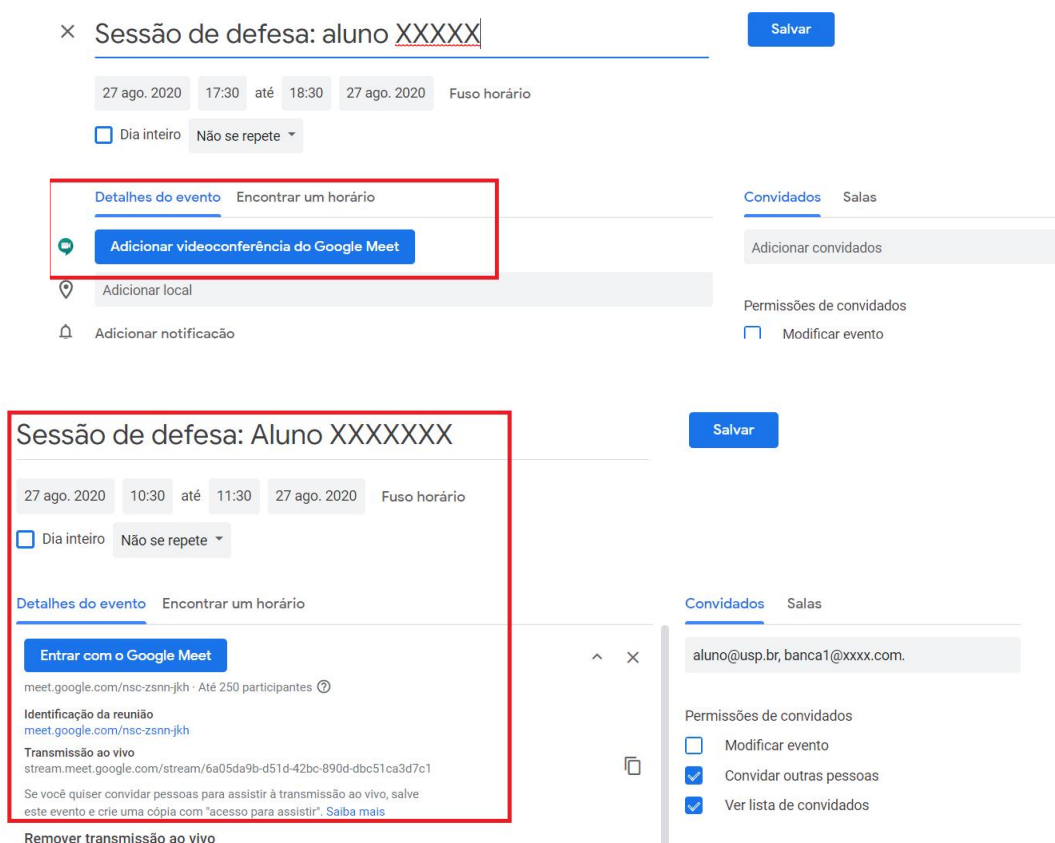 Sessão de defesa: aluno XXXXX
Salvar
27 ago. 2020 17:30 até 18:30 27 ago. 2020 Fuso horário
Dia inteiro Não se repete
Detalhes do evento Encontrar um horário
Convidados Salas
Adicionar videoconferência do Google Meet
Adicionar convidados
Adicionar local
Permissões de convidados
Adicionar notificação
Modificar evento
Sessão de defesa: Aluno XXXXXXX
Salvar
27 ago. 2020 10:30 até 11:30 27 ago. 2020 Fuso horário
Dia inteiro Não se repete
Detalhes do evento Encontrar um horário
Convidados Salas
Entrar com o Google Meet
aluno@usp.br, banca1@xxxx.com.
meet.google.com/nsc-zsnn-jkh · Até 250 participantes
Identificação da reunião
meet.google.com/nsc-zsnn-jkh
Permissões de convidados
Modificar evento
Transmissão ao vivo
stream.meet.google.com/stream/6a05da9b-d51d-42bc-890d-dbc51ca3d7c1
Convidar outras pessoas
Se você quiser convidar pessoas para assistir à transmissão ao vivo, salve
este evento e crie uma cópia com "acesso para assistir". Saiba mais
Ver lista de convidados
Remover transmissão ao vivo